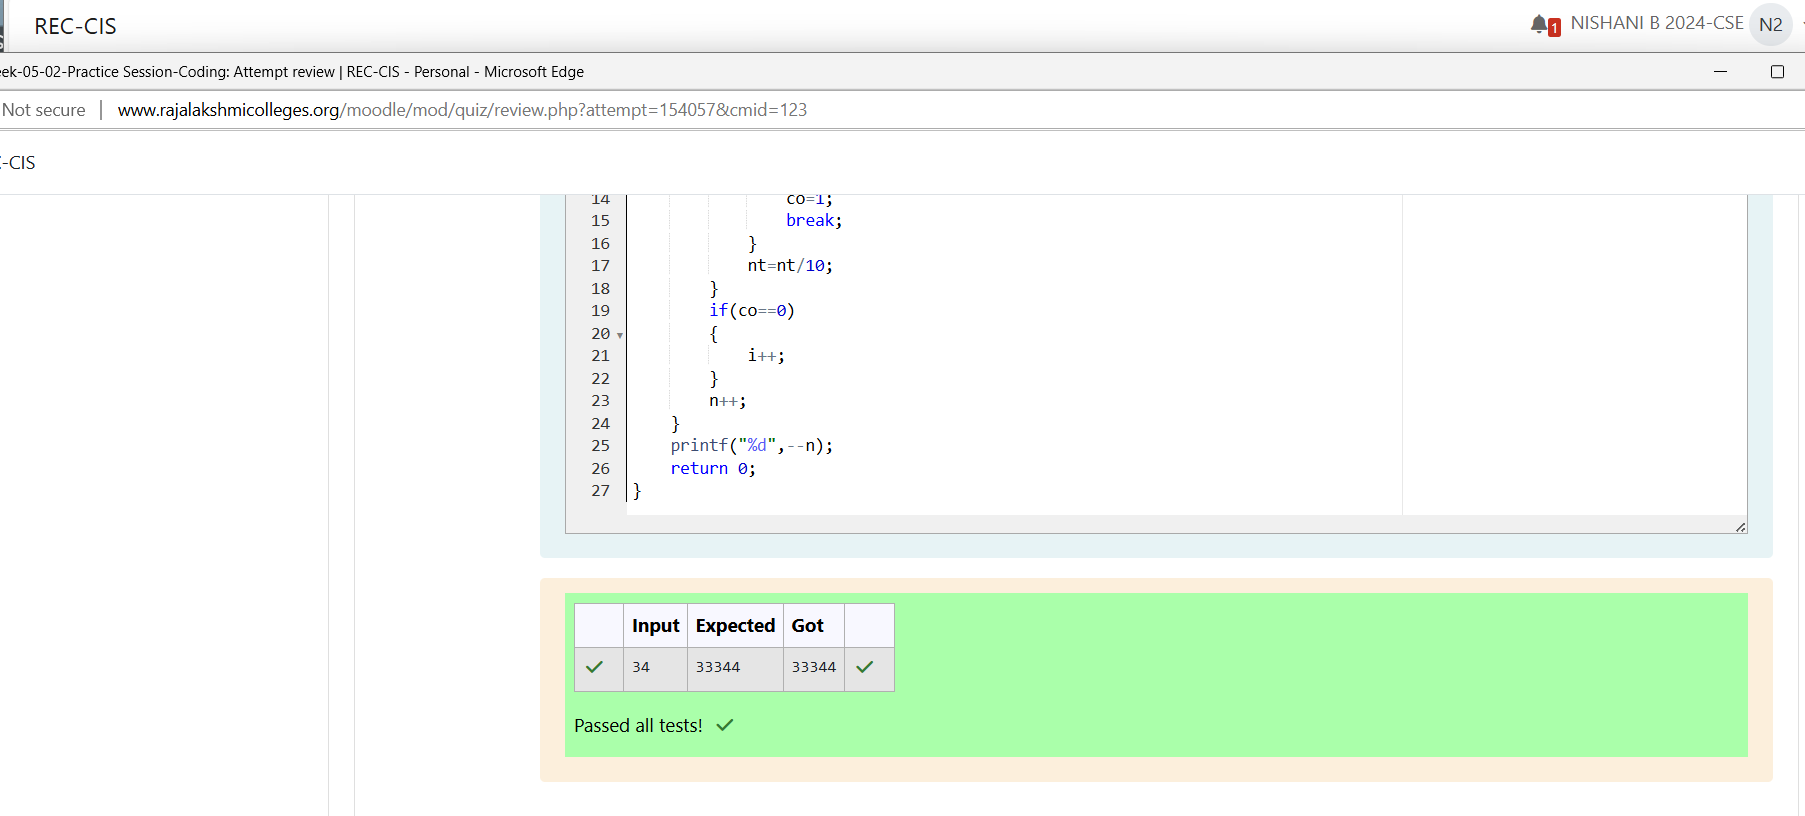 REC-CIS
1 NISHANI B 2024-CSE N2
ek-05-02-Practice Session-Coding: Attempt review | REC-CIS - Personal - Microsoft Edge
Not secure | www.rajalakshmicolleges.org/moodle/mod/quiz/review.php?attempt=154057&cmid=123
-CIS
14 co=1;
15 break;
16 }
17 nt=nt/10;
18 }
19 if(co==0)
20 {
21 i++;
22 }
23 n++;
24 }
25 printf("%d",--n);
26 return 0;
27 }
Input Expected Got
34 33344 33344
Passed all tests!